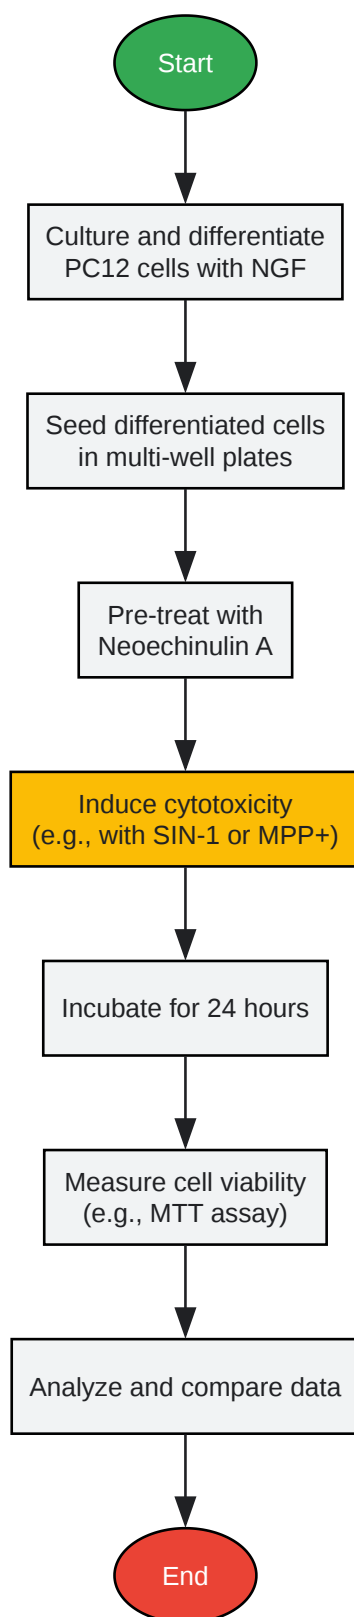 Start
Culture and differentiate
PC12 cells with NGF
Seed differentiated cells
in multi-well plates
Pre-treat with
Neoechinulin A
Induce cytotoxicity
(e.g., with SIN-1 or MPP+)
Incubate for 24 hours
Measure cell viability
(e.g., MTT assay)
Analyze and compare data
End